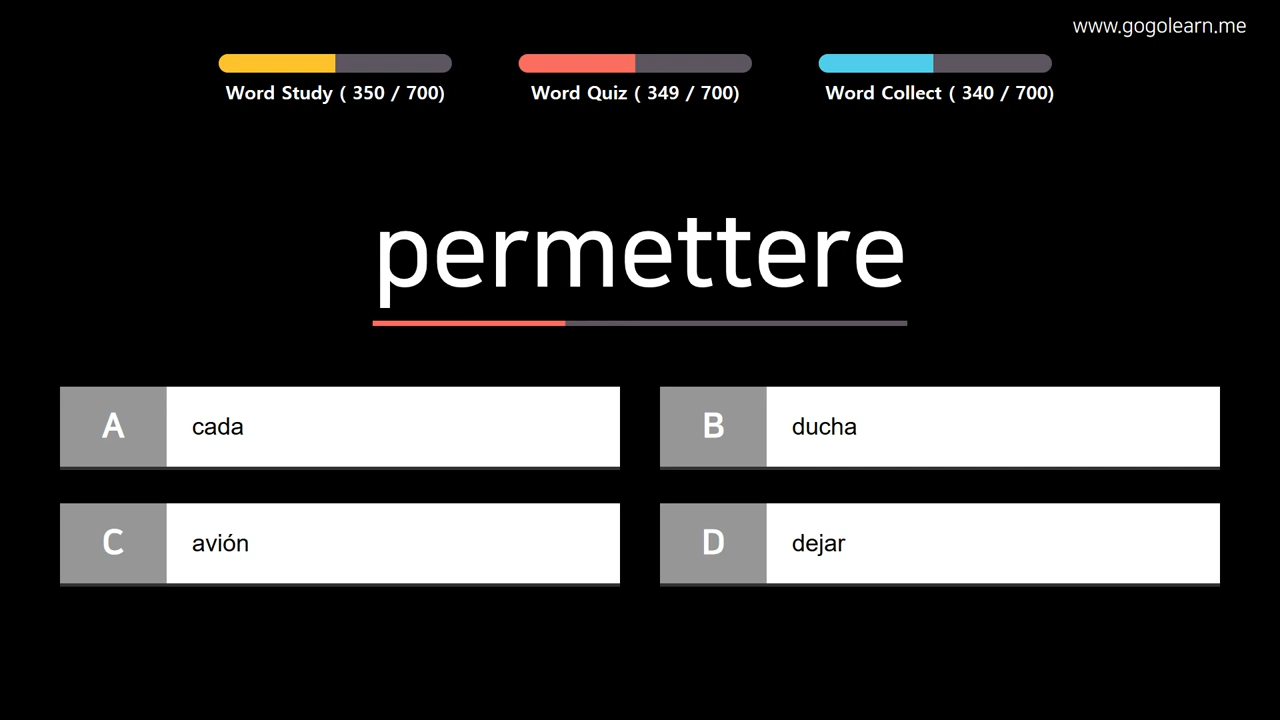 www.gogolearn.me
Word Study ( 350 / 700)
Word Quiz ( 349 / 700)
Word Collect ( 340 / 700)
permettere
A cada
B ducha
C avión
D dejar